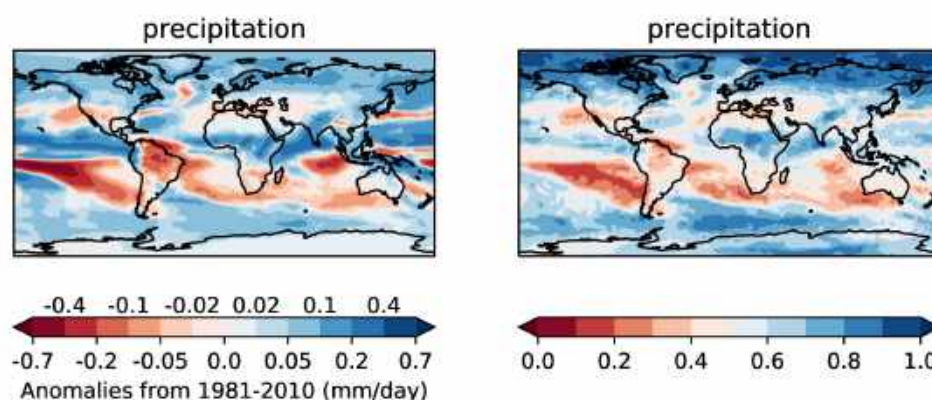 precipitation
precipitation
-0.4 -0.1 -0.02 0.02 0.1 0.4
-0.7 -0.2 -0.05 0.0 0.05 0.2 0.7
Anomalies from 1981-2010 (mm/day)
0.0 0.2 0.4 0.6 0.8 1.0